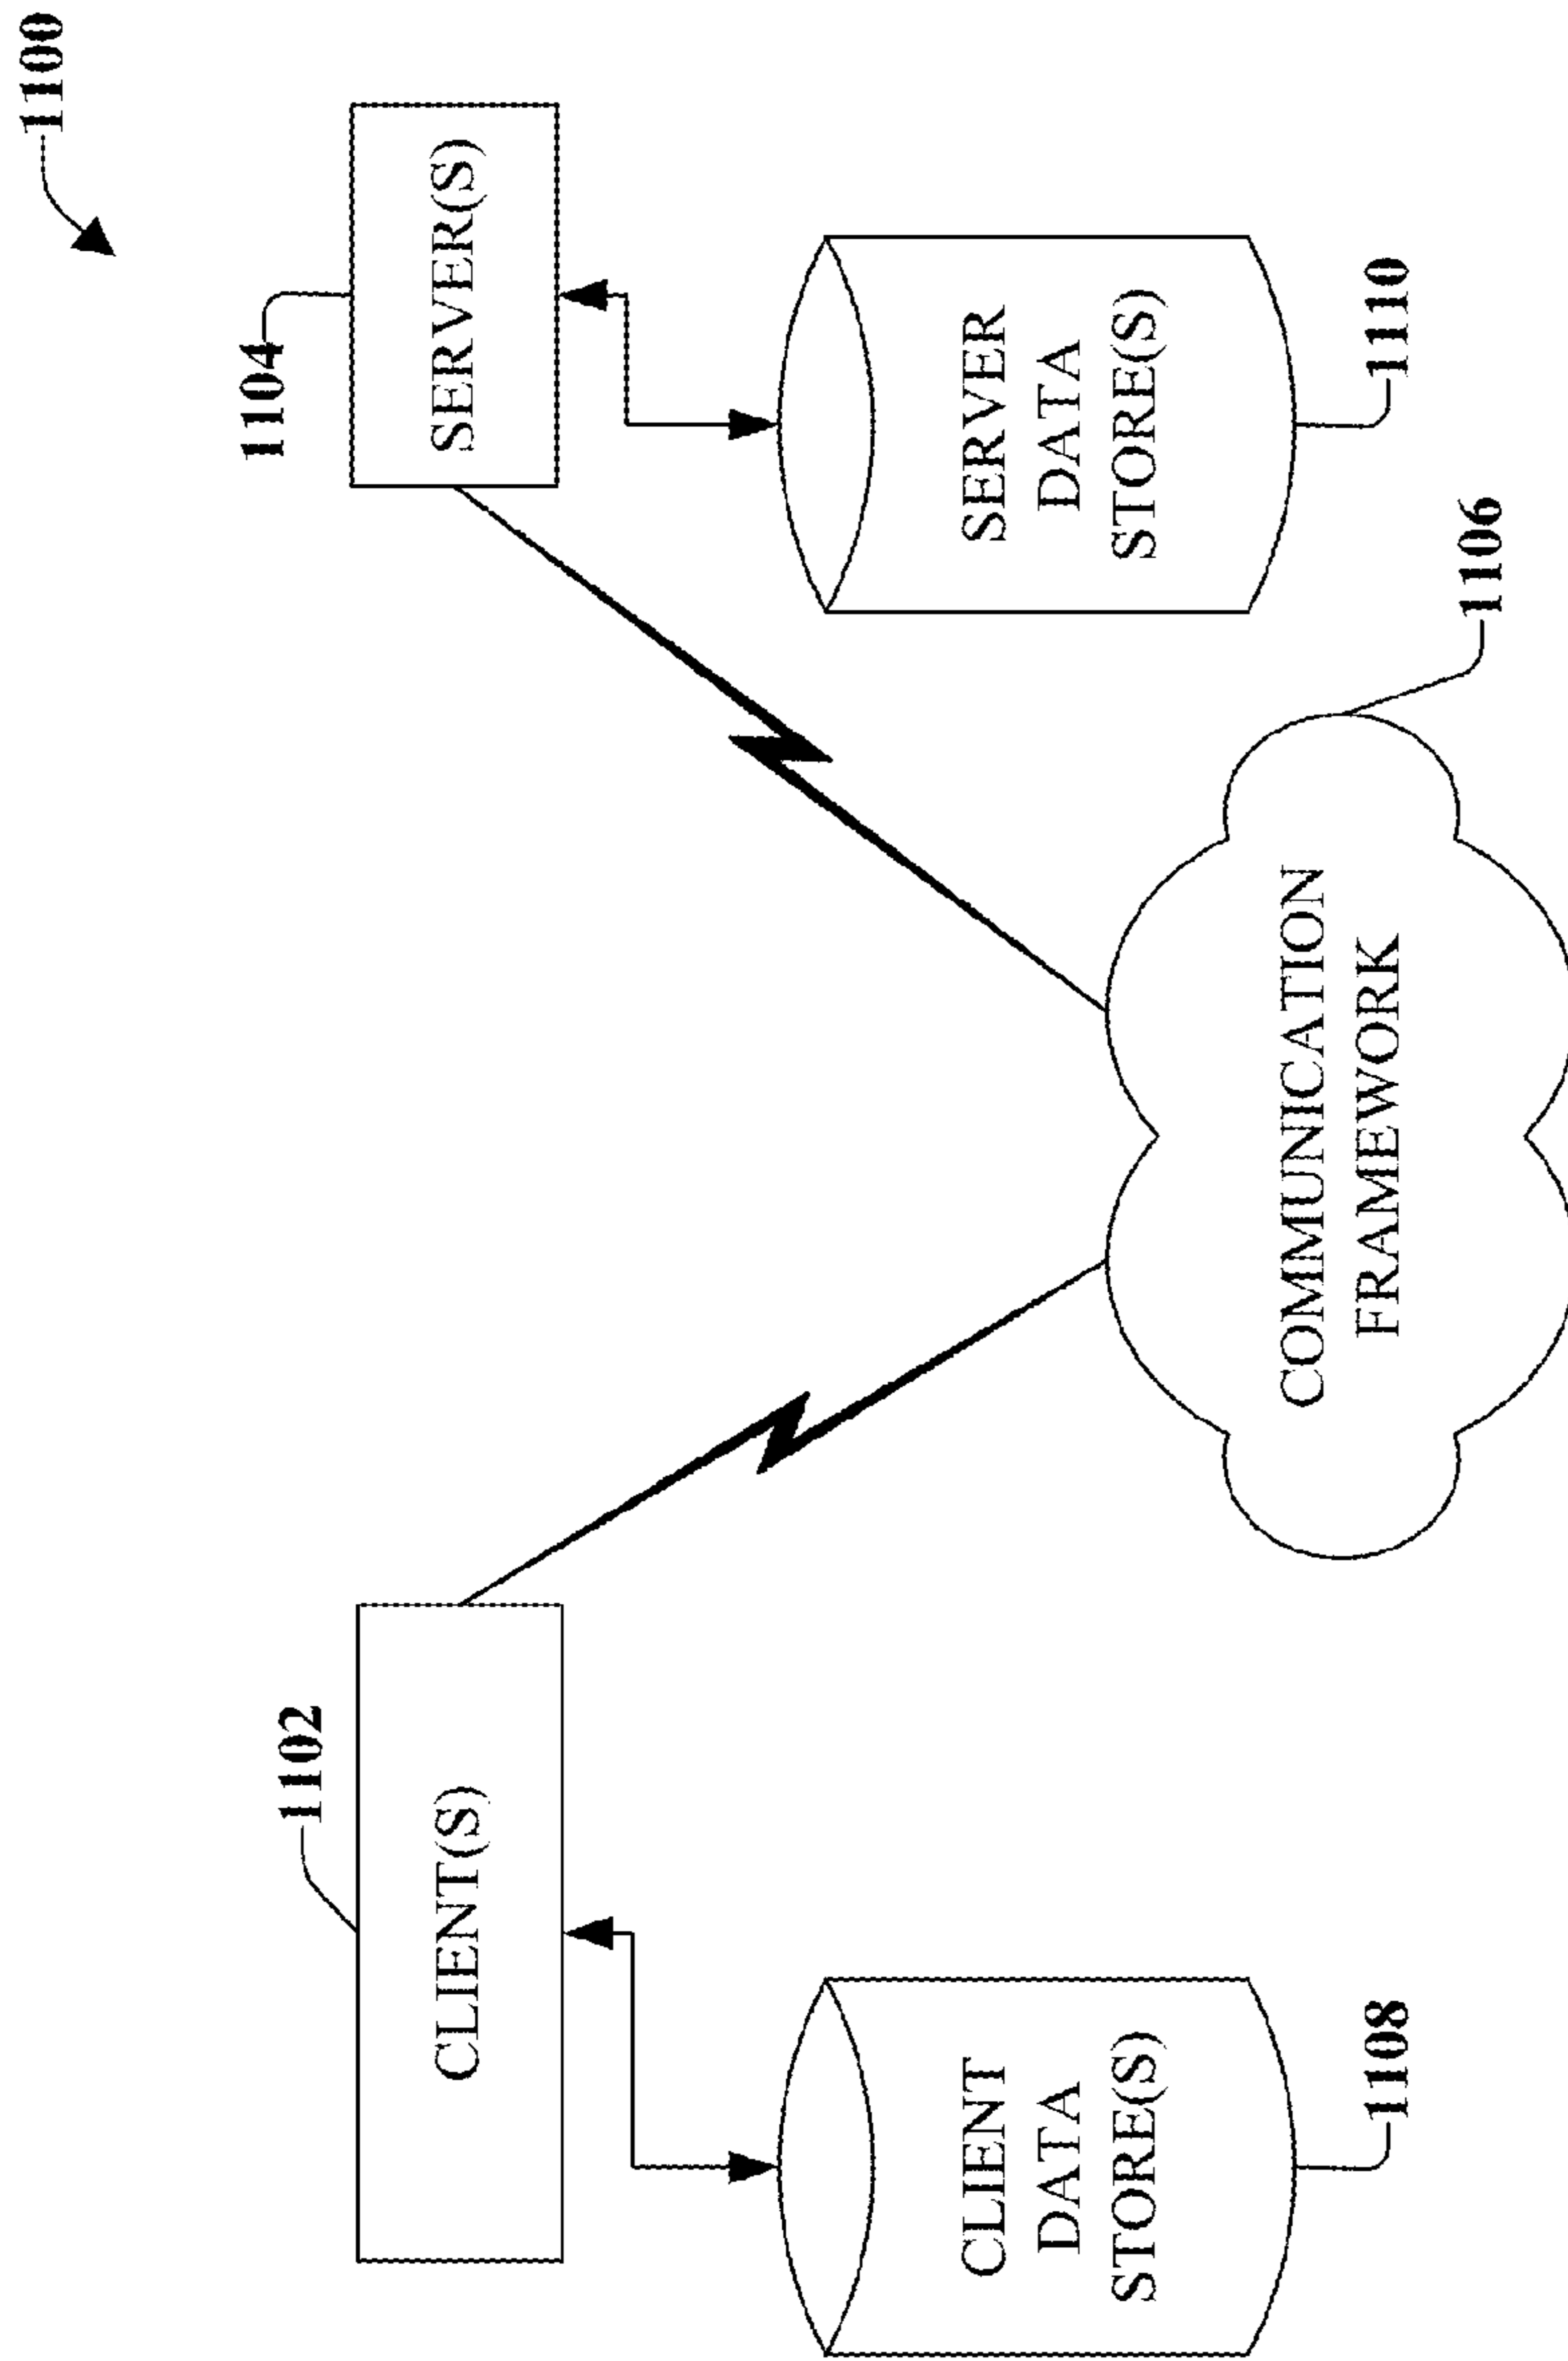 1100
1102
CLIENT(S)
1104
SERVER(S)
CLIENT
DATA
STORE(S)
1108
COMMUNICATION
FRAMEWORK
1106
SERVER
DATA
STORE(S)
1110